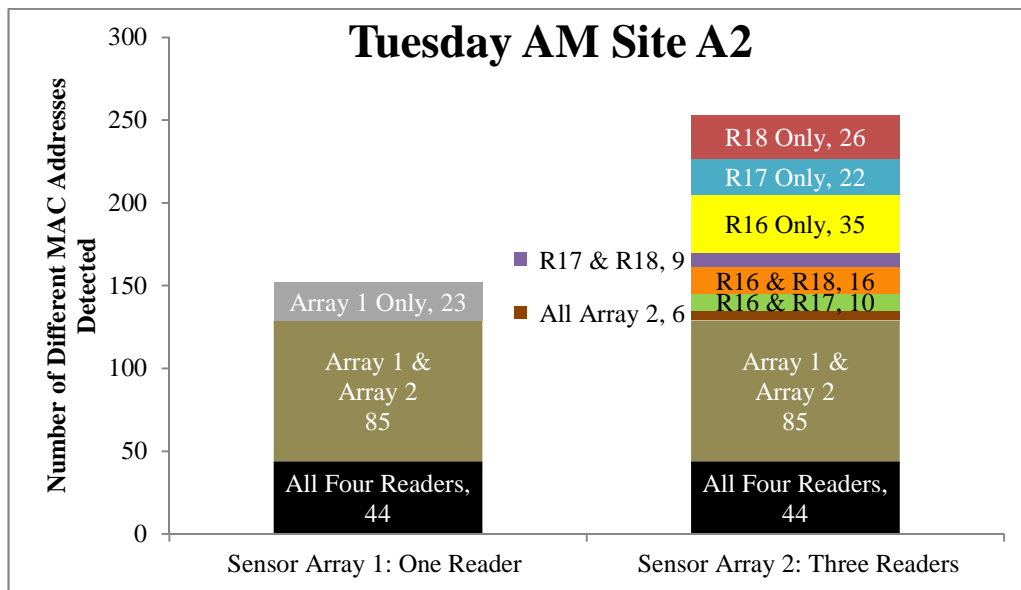 Tuesday AM Site A2
Number of Different MAC Addresses
Detected
300
250
200
150
100
50
0
Array 1 Only, 23
Array 1 &
Array 2
85
All Four Readers,
44
R17 & R18, 9
All Array 2, 6
R18 Only, 26
R17 Only, 22
R16 Only, 35
R16 & R18, 16
R16 & R17, 10
Array 1 &
Array 2
85
All Four Readers,
44
Sensor Array 1: One Reader
Sensor Array 2: Three Readers